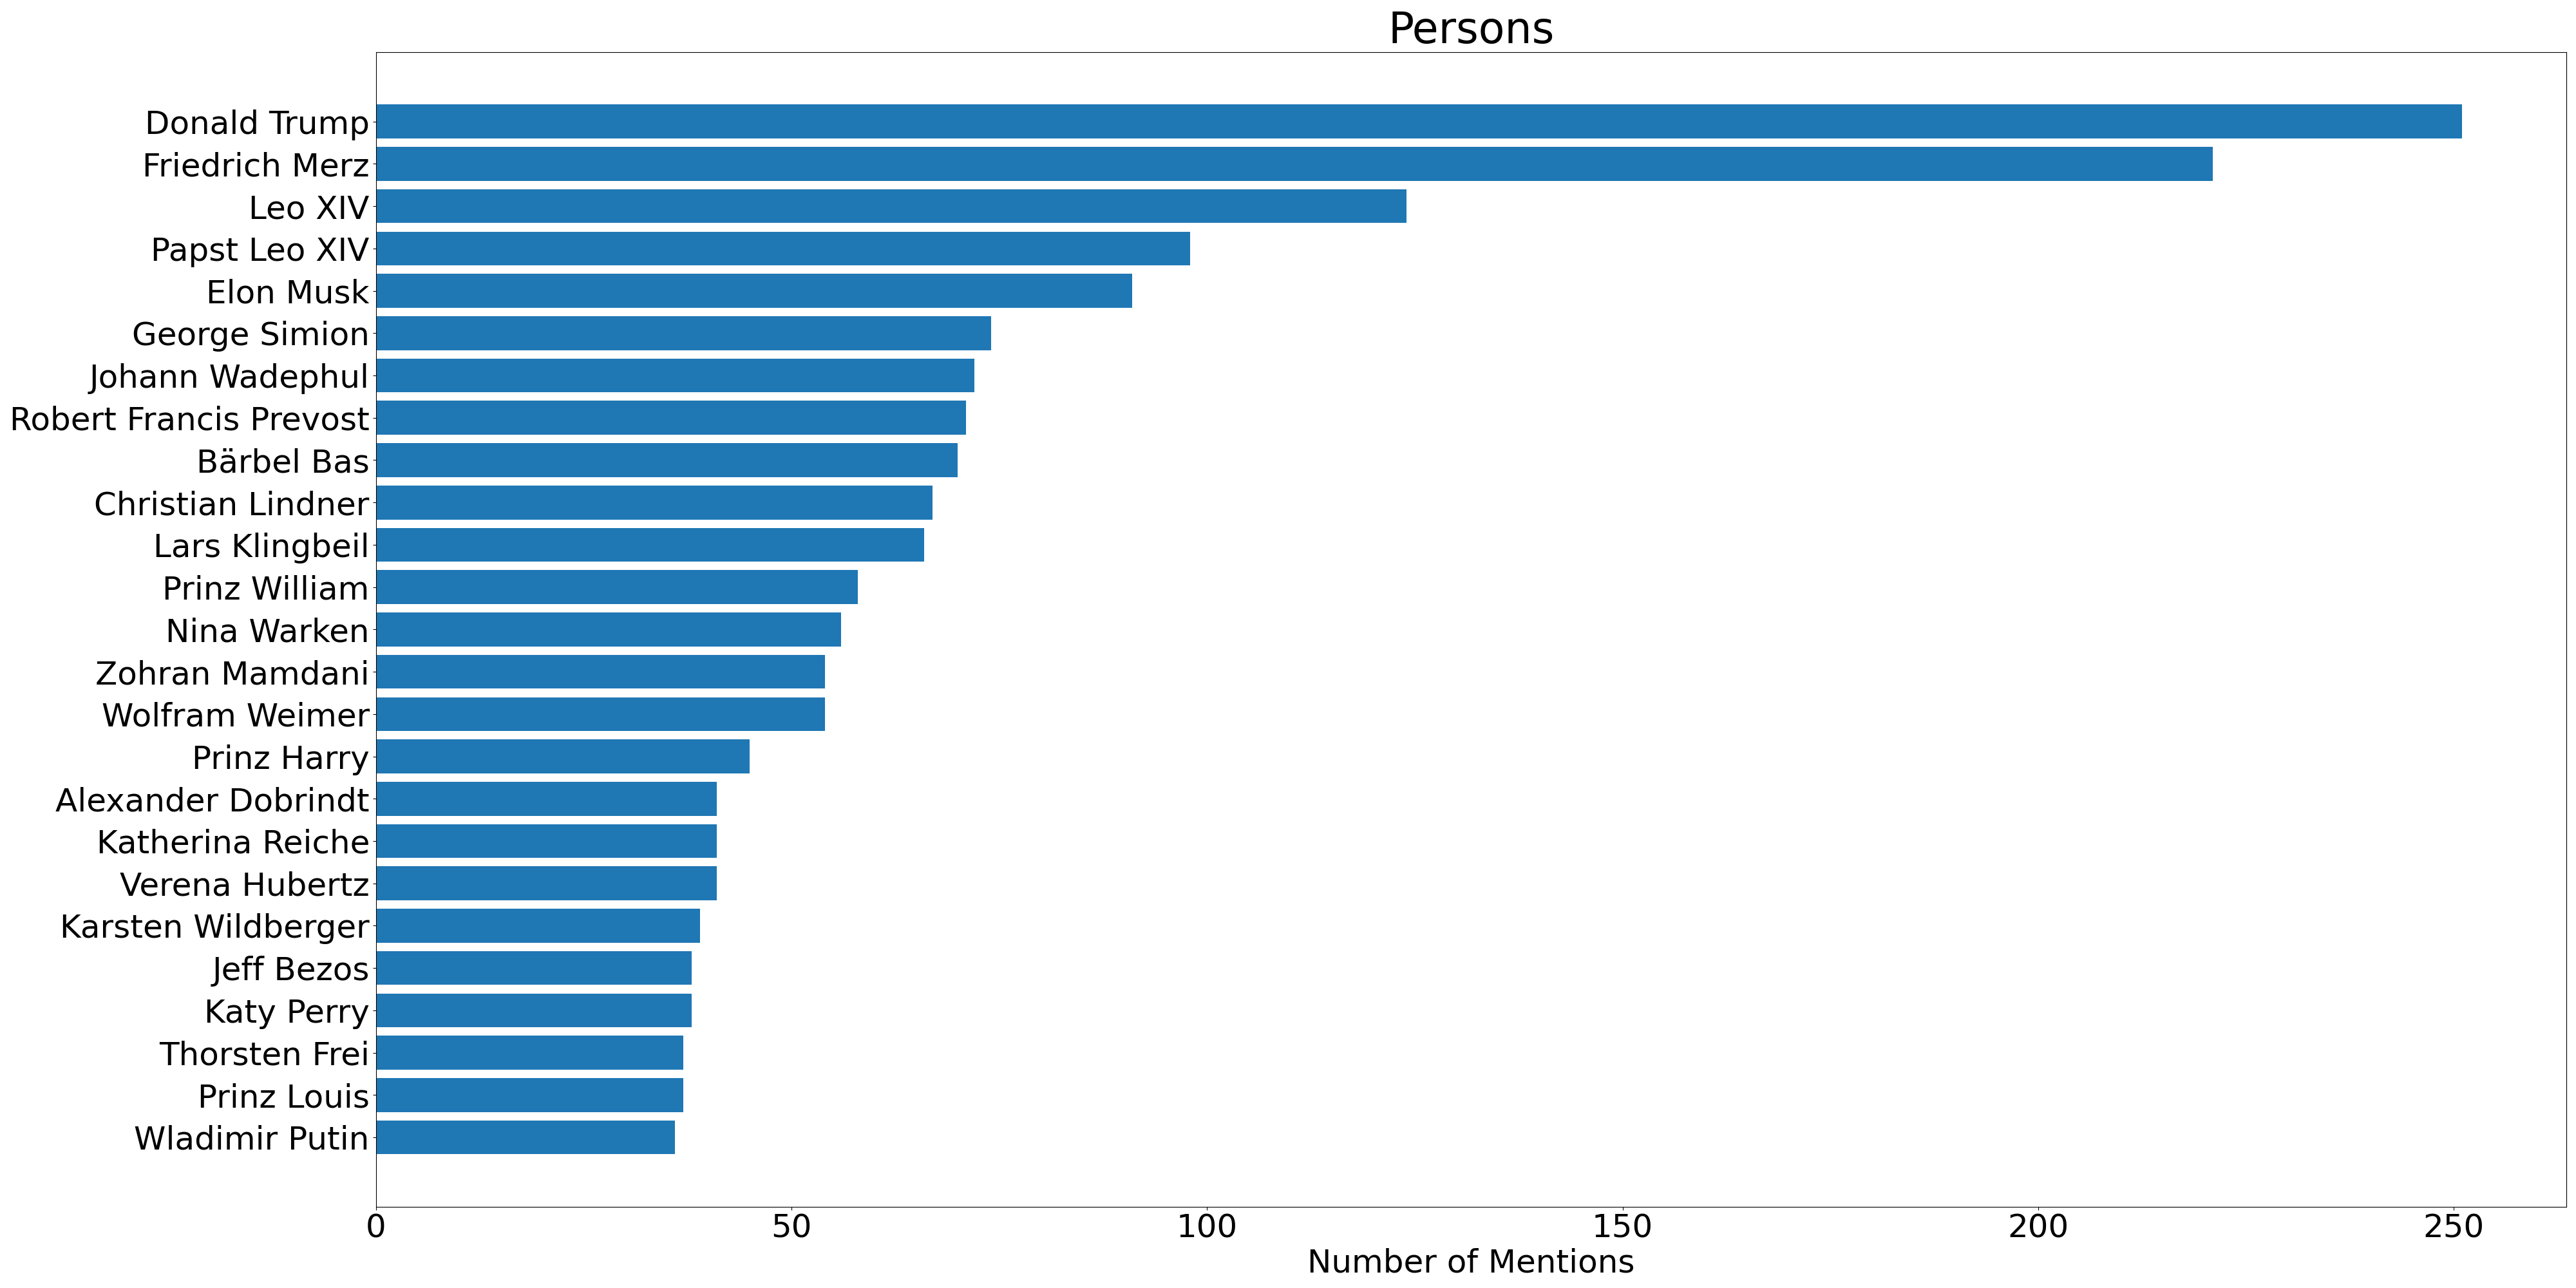 Persons
Donald Trump
Friedrich Merz
Leo XIV
Papst Leo XIV
Elon Musk
George Simion
Johann Wadephul
Robert Francis Prevost
Bärbel Bas
Christian Lindner
Lars Klingbeil
Prinz William
Nina Warken
Zohran Mamdani
Wolfram Weimer
Prinz Harry
Alexander Dobrindt
Katherina Reiche
Verena Hubertz
Karsten Wildberger
Jeff Bezos
Katy Perry
Thorsten Frei
Prinz Louis
Wladimir Putin
0 50 100 150 200 250
Number of Mentions